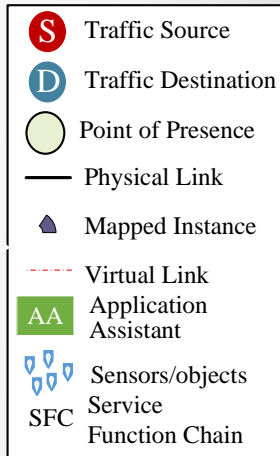 S Traffic Source
D Traffic Destination
Point of Presence
Physical Link
Mapped Instance
Virtual Link
AA Application
Assistant
Sensors/objects
SFC Service
Function Chain